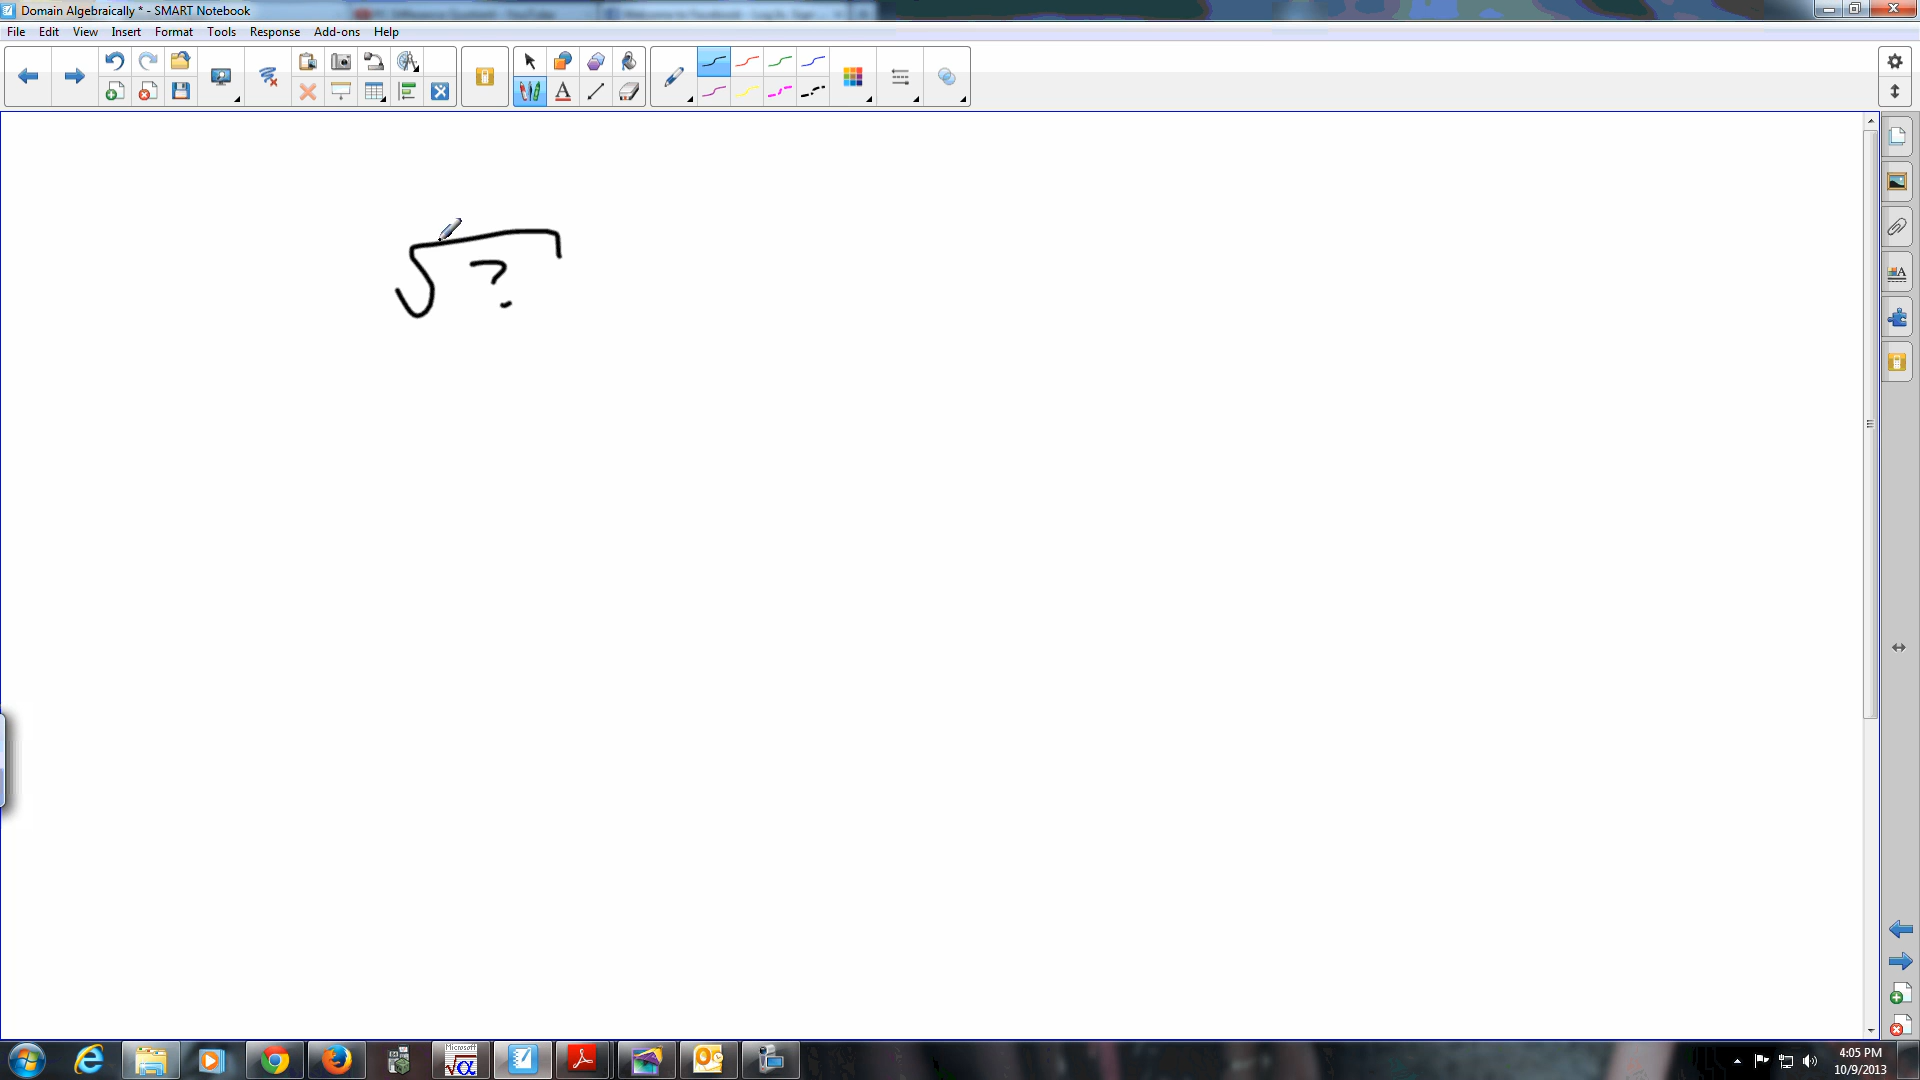 Domain Algebraically * - SMART Notebook
File Edit View Insert Format Tools Response Add-ons Help
√?
Microsoft
√α
4:05 PM
10/9/2013